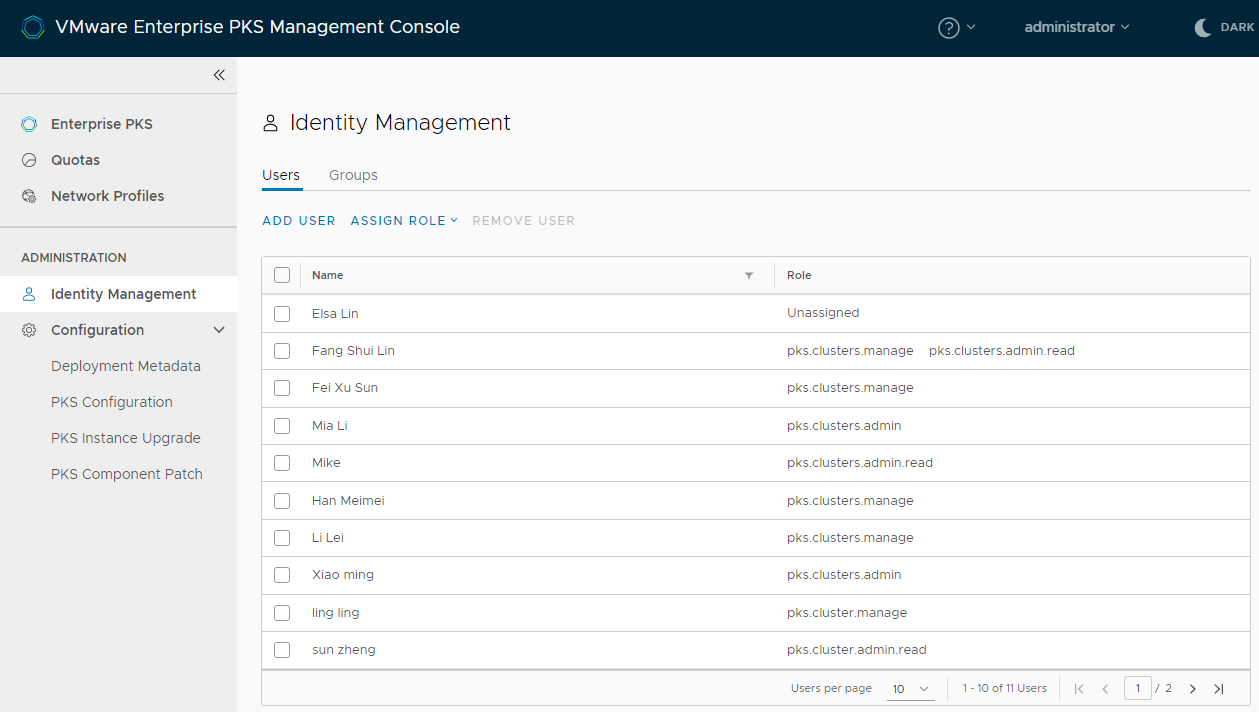 VMware Enterprise PKS Management Console
administrator
DARK
Enterprise PKS
Quotas
Network Profiles
ADMINISTRATION
Identity Management
Configuration
Deployment Metadata
PKS Configuration
PKS Instance Upgrade
PKS Component Patch
Identity Management
Users Groups
ADD USER ASSIGN ROLE REMOVE USER
Name Role
Elsa Lin Unassigned
Fang Shui Lin pks.clusters.manage pks.clusters.admin.read
Fei Xu Sun pks.clusters.manage
Mia Li pks.clusters.admin
Mike pks.clusters.admin.read
Han Meimei pks.clusters.manage
Li Lei pks.clusters.manage
Xiao ming pks.clusters.admin
ling ling pks.cluster.manage
sun zheng pks.cluster.admin.read
Users per page 10 1 - 10 of 11 Users 1 / 2